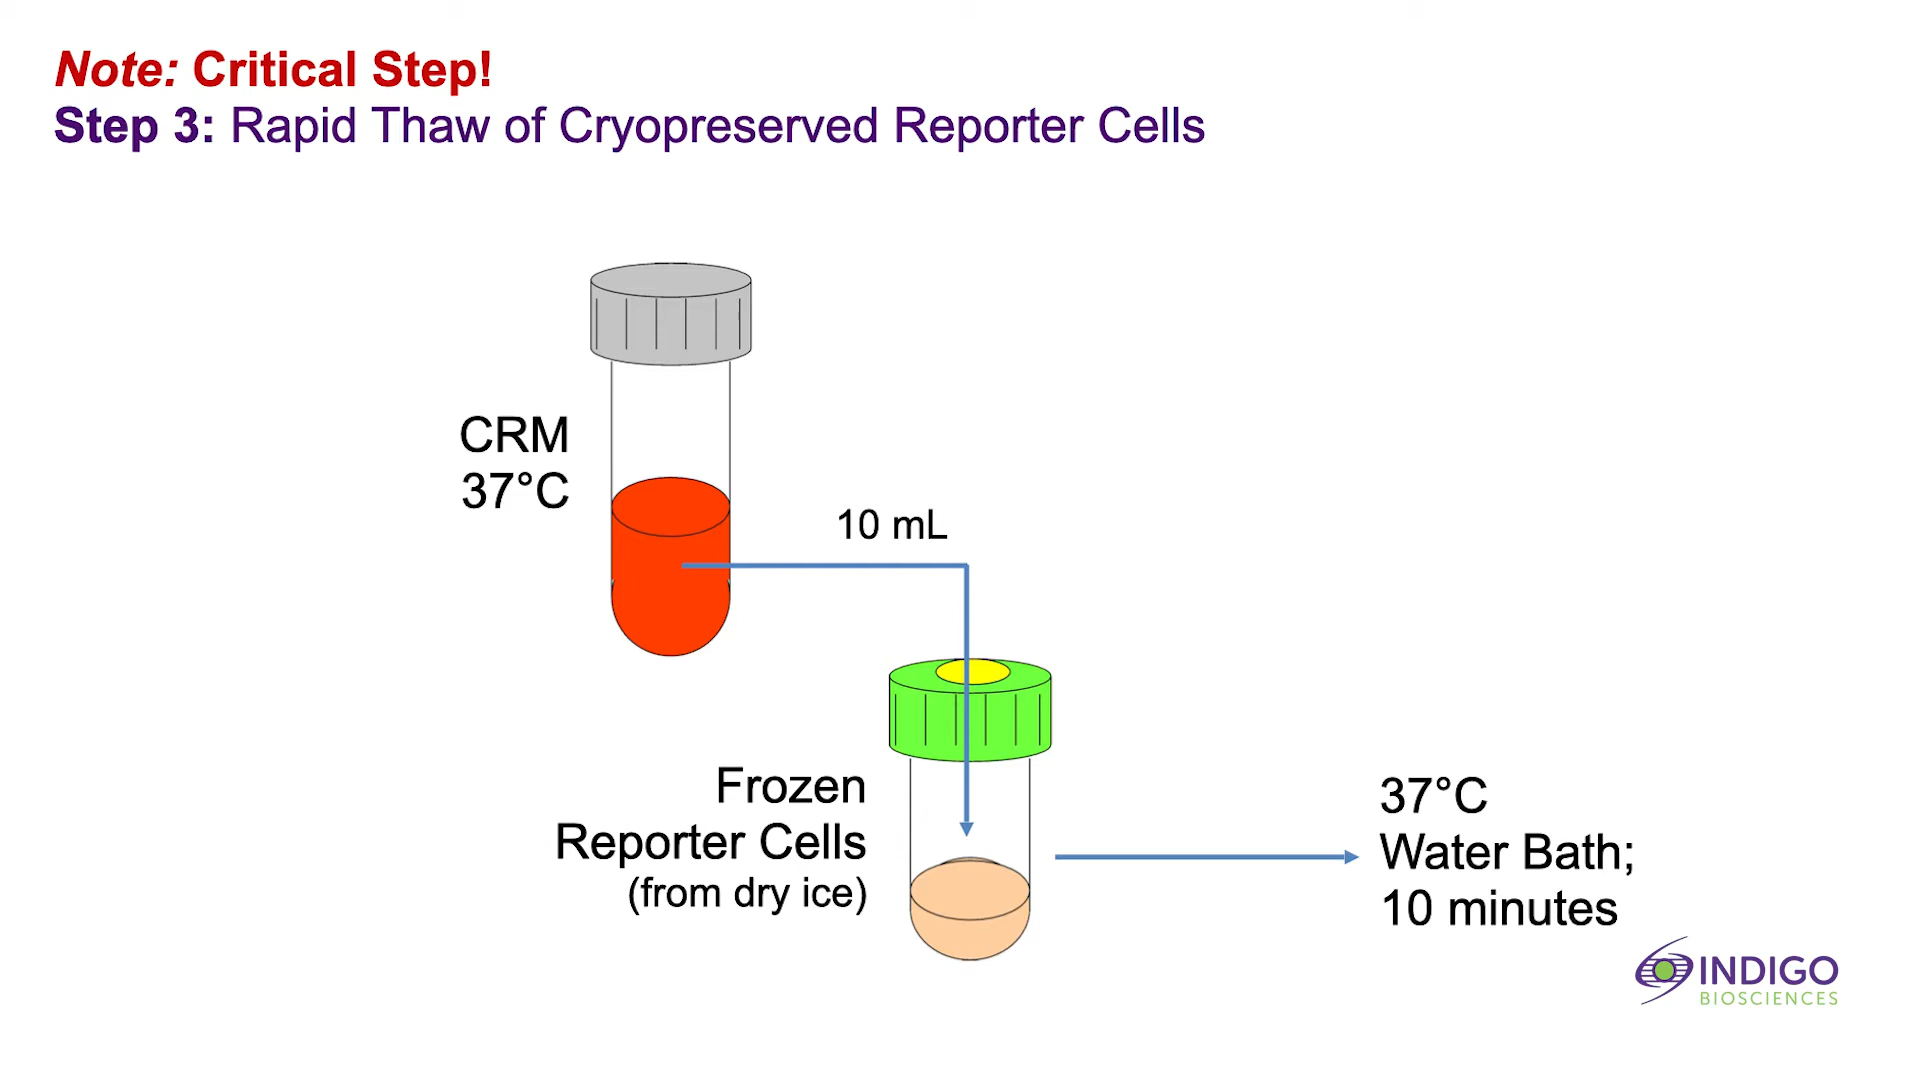 Note: Critical Step!
Step 3: Rapid Thaw of Cryopreserved Reporter Cells
CRM
37°C
10 mL
Frozen
Reporter Cells
(from dry ice)
37°C
Water Bath;
10 minutes
INDIGO
BIOSCIENCES